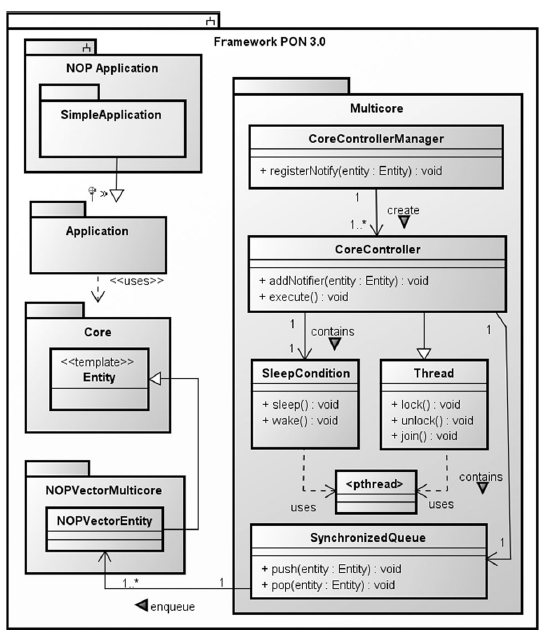 Framework PON 3.0
NOP Application
SimpleApplication
Application
<<uses>>
Core
<<template>>
Entity
NOPVectorMulticore
NOPVectorEntity
1..*
1
enqueue
Multicore
CoreControllerManager
+ registerNotify(entity : Entity) : void
1
create
1..*
CoreController
+ addNotifier(entity : Entity) : void
+ execute() : void
1
contains
1
1
SleepCondition
+ sleep() : void
+ wake() : void
Thread
+ lock() : void
+ unlock() : void
+ join() : void
<pthread>
uses
uses
contains
1
SynchronizedQueue
+ push(entity : Entity) : void
+ pop(entity : Entity) : void